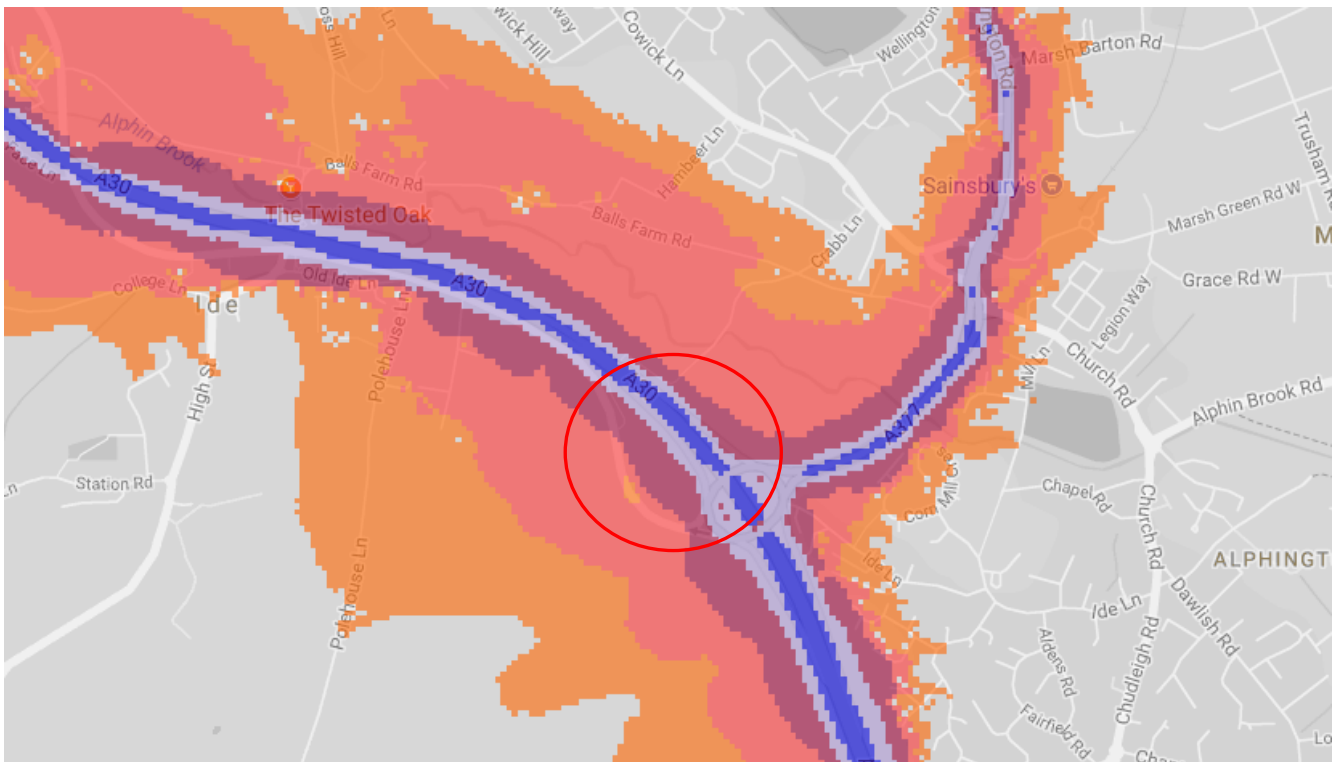 Cowick Ln
Wellington
Marsh Barton Rd
Trusham
Alphin Brook
Balls Farm Rd
Hambeer Ln
A30
The Twisted Oak
Sainsbury's
Marsh Green Rd W
Balls Farm Rd
Crabb Ln
Grace Rd W
College Ln
Old Ide Ln
A30
Ide
Legion Way
Polehouse Ln
High St
A30
Church Rd
Alphin Brook Rd
A377
Station Rd
Chapel Rd
Church Rd
Ide Ln
ALPHINGT
Polehouse Ln
Ide Ln
Dawlish Rd
Aldens Rd
Chudleigh Rd
Fairfield Rd